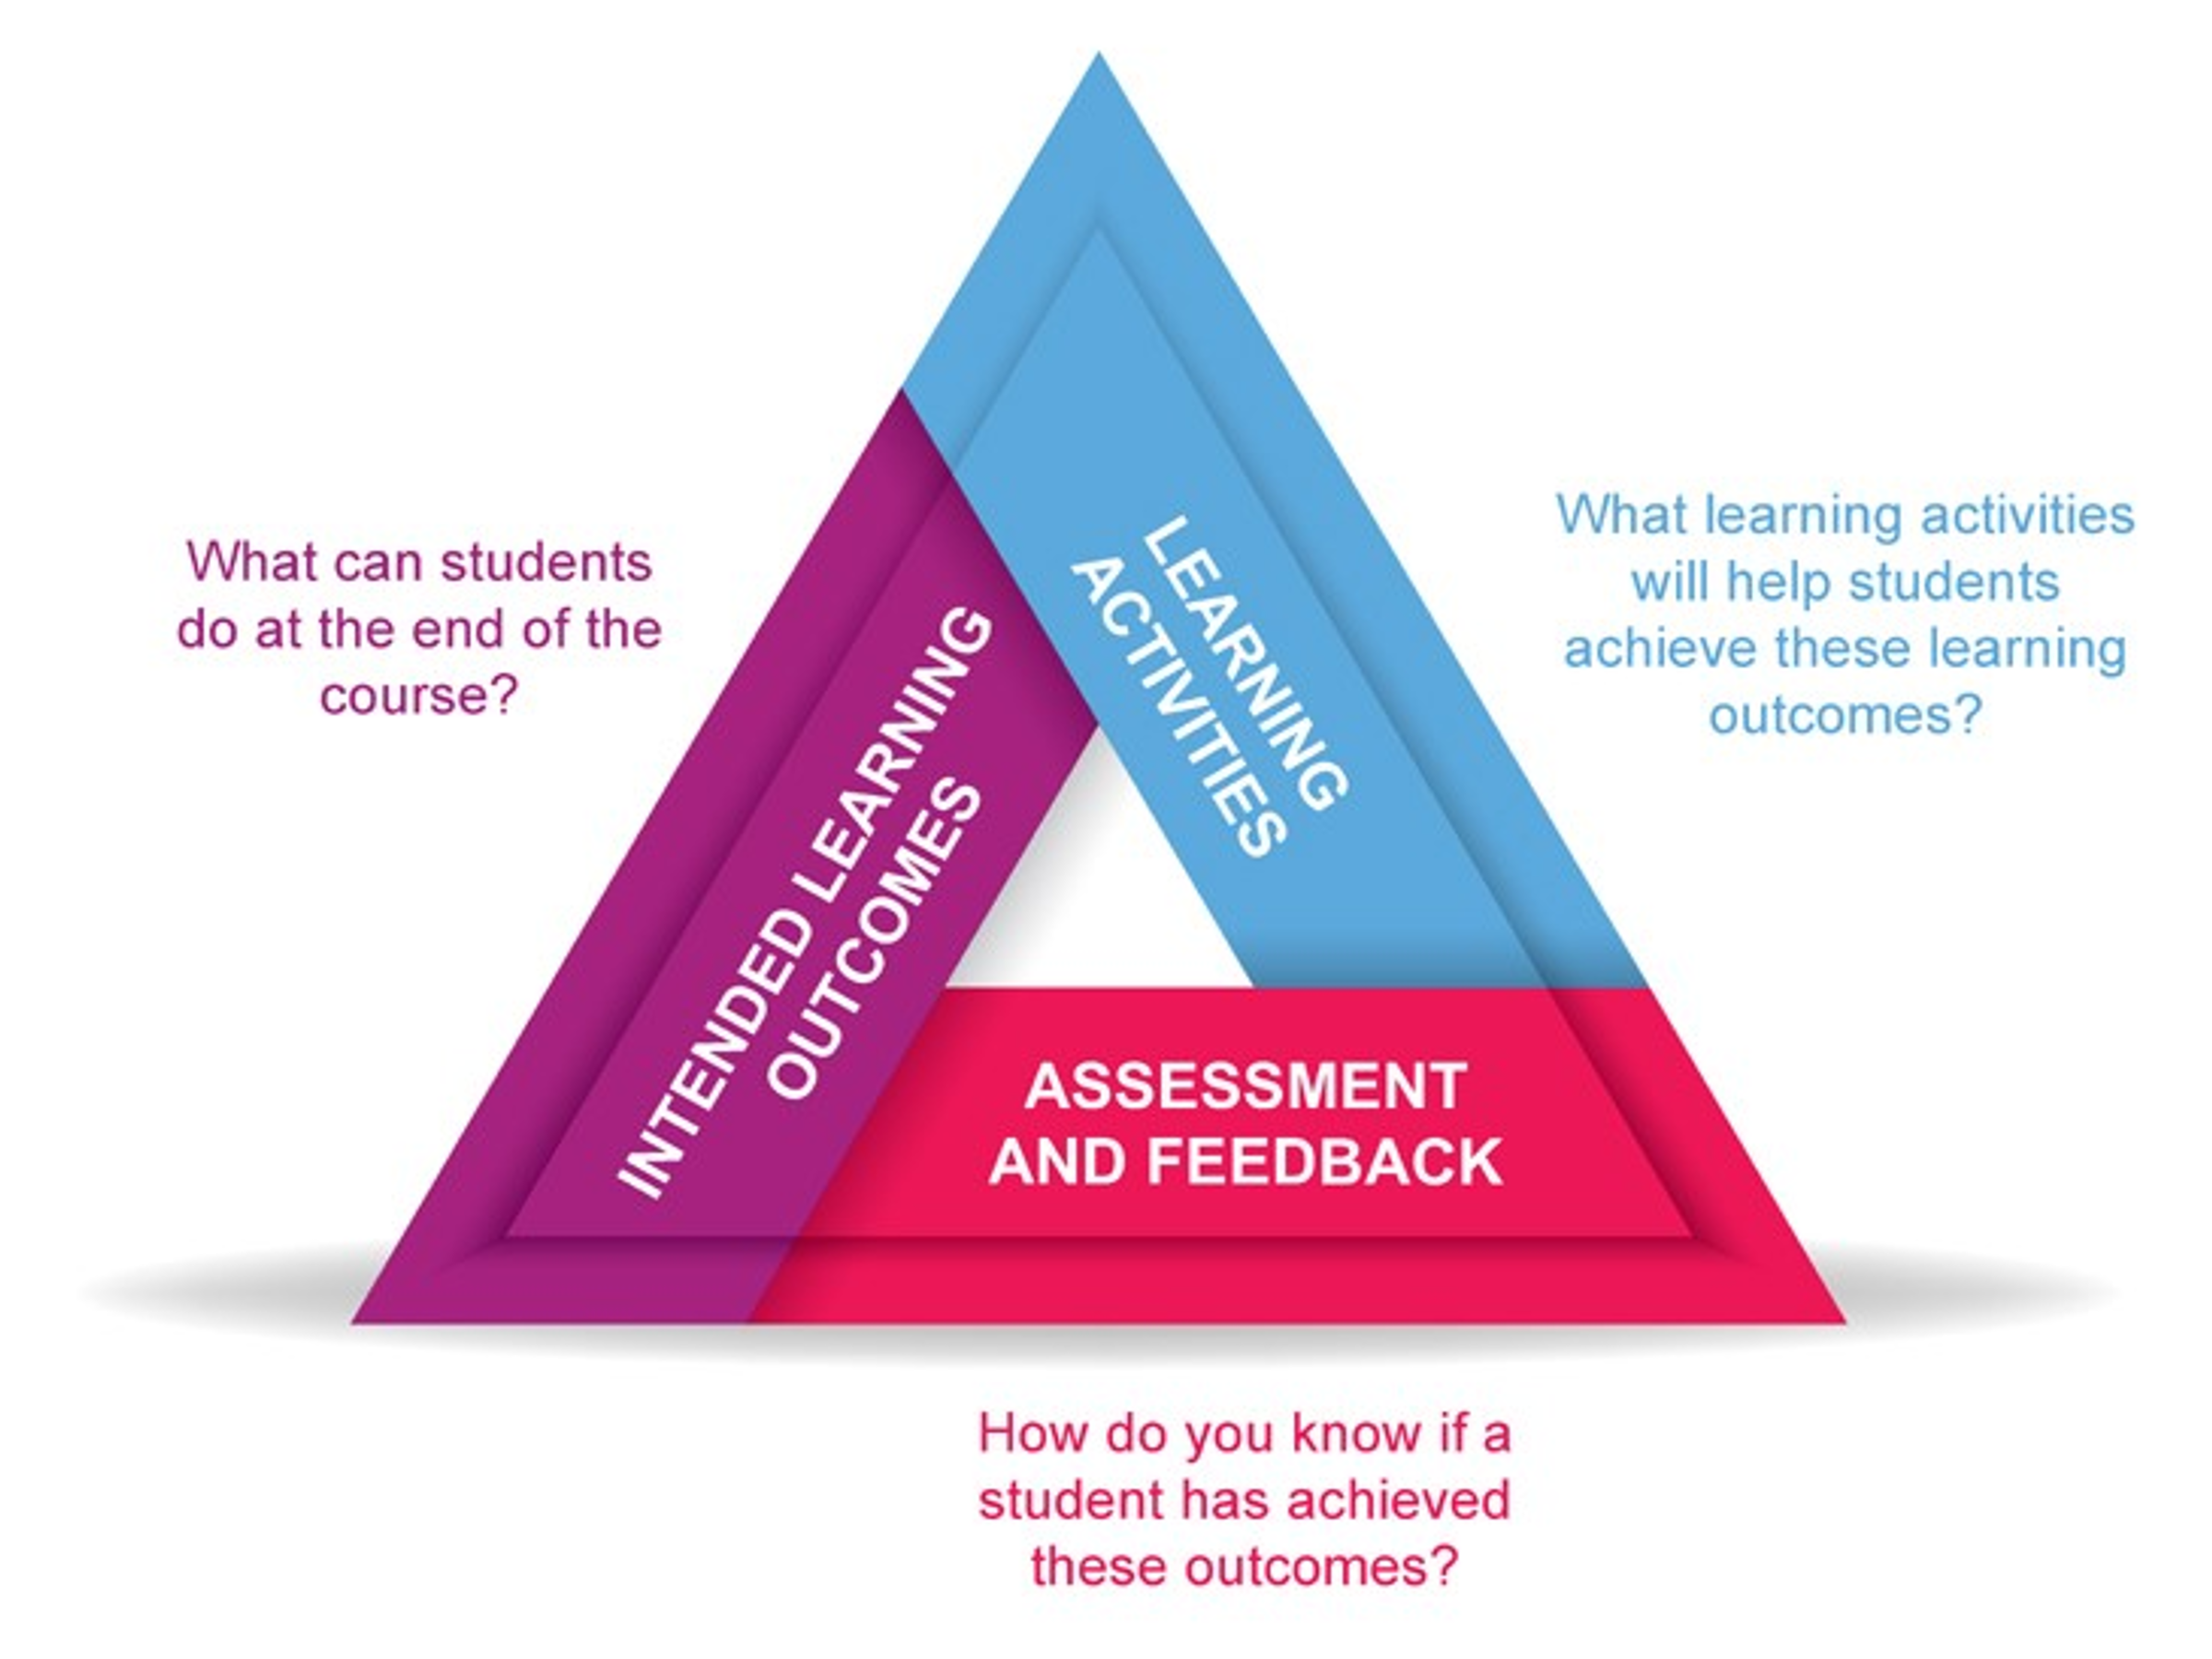 What can students
do at the end of the
course?
INTENDED LEARNING
OUTCOMES
LEARNING
ACTIVITIES
What learning activities
will help students
achieve these learning
outcomes?
ASSESSMENT
AND FEEDBACK
How do you know if a
student has achieved
these outcomes?